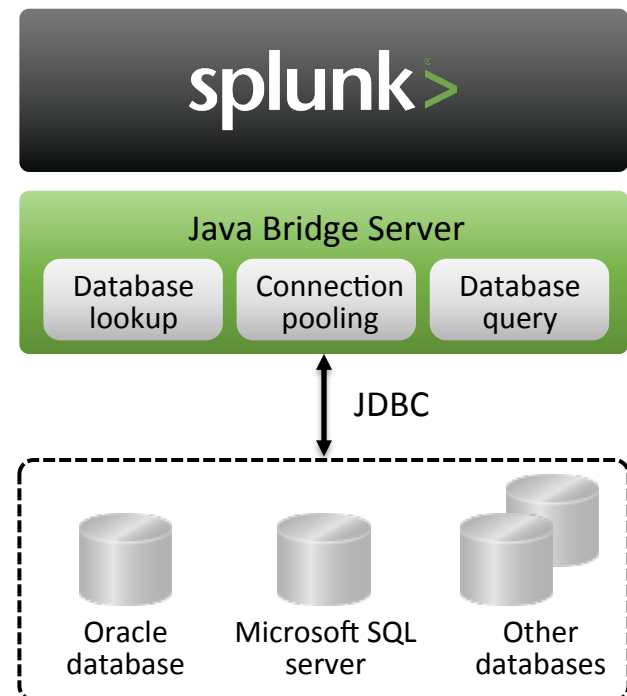 splunk>
Java Bridge Server
Database
lookup
Connection
pooling
Database
query
JDBC
Oracle
database
Microsoft SQL
server
Other
databases